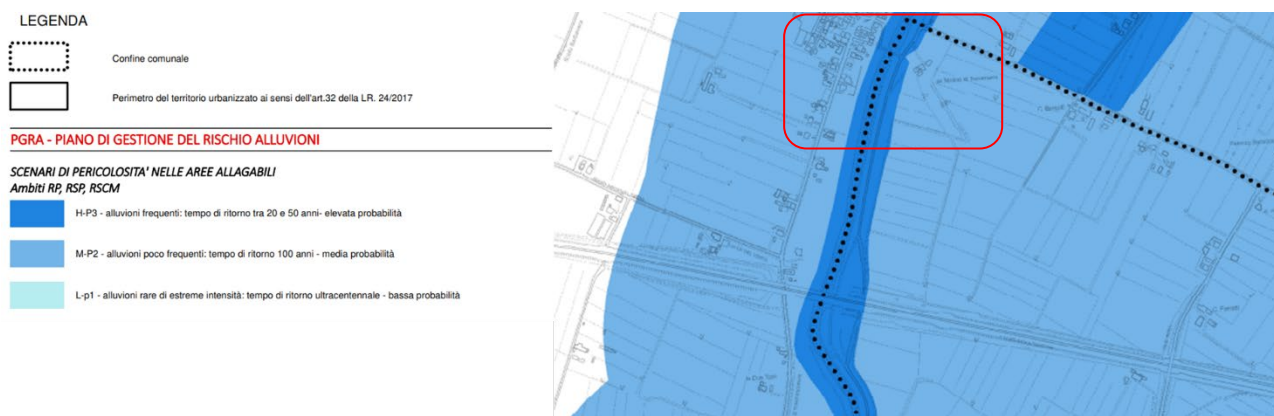 LEGENDA
Confine comunale
Perimetro del territorio urbanizzato ai sensi dell'art.32 della LR. 24/2017
PGRA - PIANO DI GESTIONE DEL RISCHIO ALLUVIONI
SCENARI DI PERICOLOSITA' NELLE AREE ALLAGABILI
Ambiti RP, RSP, RSCM
H-P3 - alluvioni frequenti: tempo di ritorno tra 20 e 50 anni- elevata probabilità
M-P2 - alluvioni poco frequenti: tempo di ritorno 100 anni - media probabilità
L-p1 - alluvioni rare di estreme intensità: tempo di ritorno ultracentennale - bassa probabilità